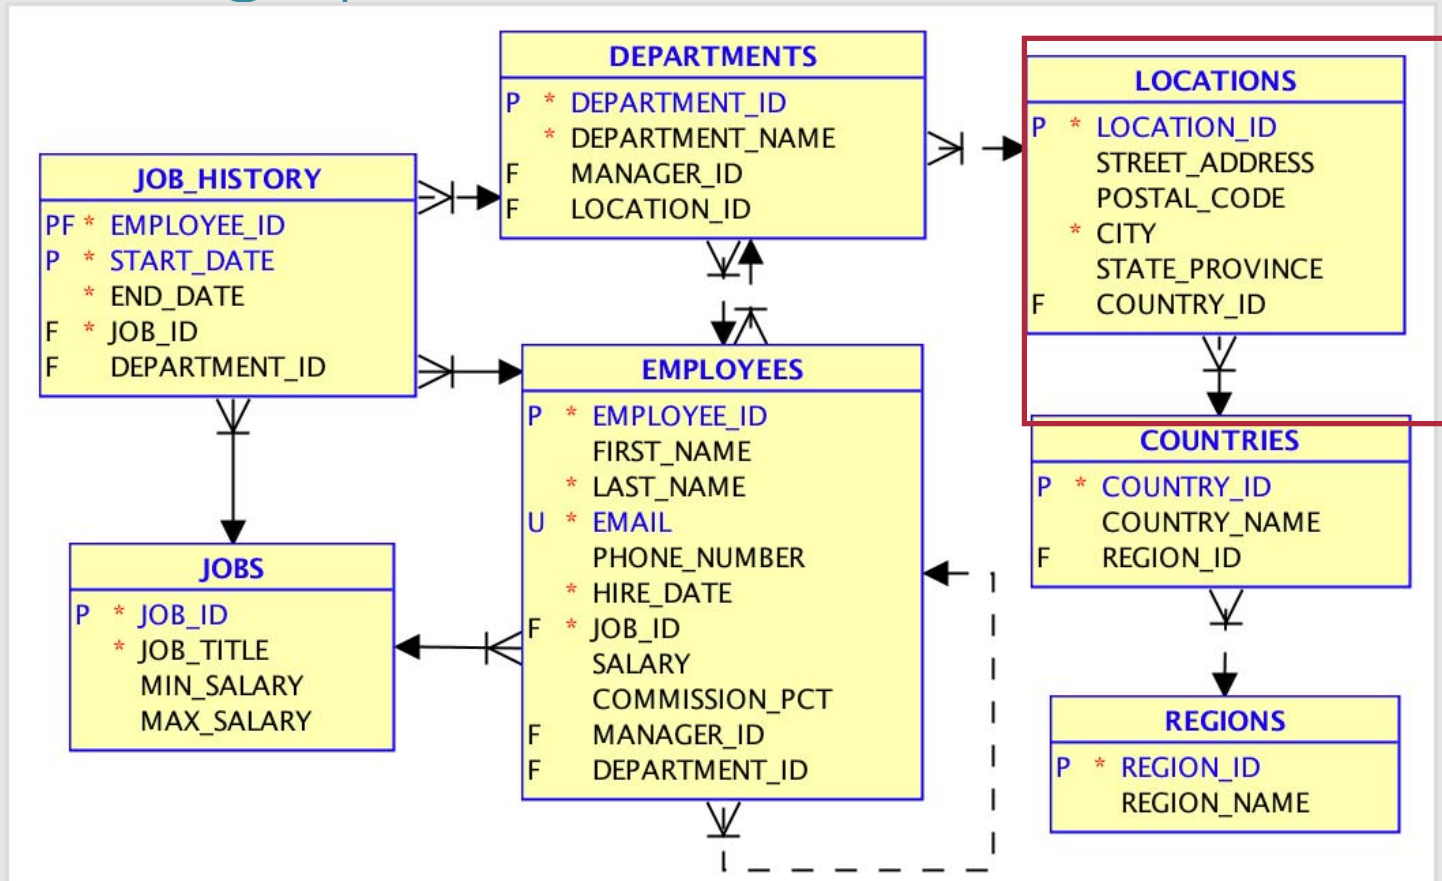 DEPARTMENTS
P * DEPARTMENT_ID
* DEPARTMENT_NAME
F MANAGER_ID
F LOCATION_ID
LOCATIONS
P * LOCATION_ID
STREET_ADDRESS
POSTAL_CODE
* CITY
STATE_PROVINCE
F COUNTRY_ID
JOB_HISTORY
PF * EMPLOYEE_ID
P * START_DATE
* END_DATE
F * JOB_ID
F DEPARTMENT_ID
EMPLOYEES
P * EMPLOYEE_ID
FIRST_NAME
* LAST_NAME
U * EMAIL
PHONE_NUMBER
* HIRE_DATE
F * JOB_ID
SALARY
COMMISSION_PCT
F MANAGER_ID
F DEPARTMENT_ID
COUNTRIES
P * COUNTRY_ID
COUNTRY_NAME
F REGION_ID
JOBS
P * JOB_ID
* JOB_TITLE
MIN_SALARY
MAX_SALARY
REGIONS
P * REGION_ID
REGION_NAME